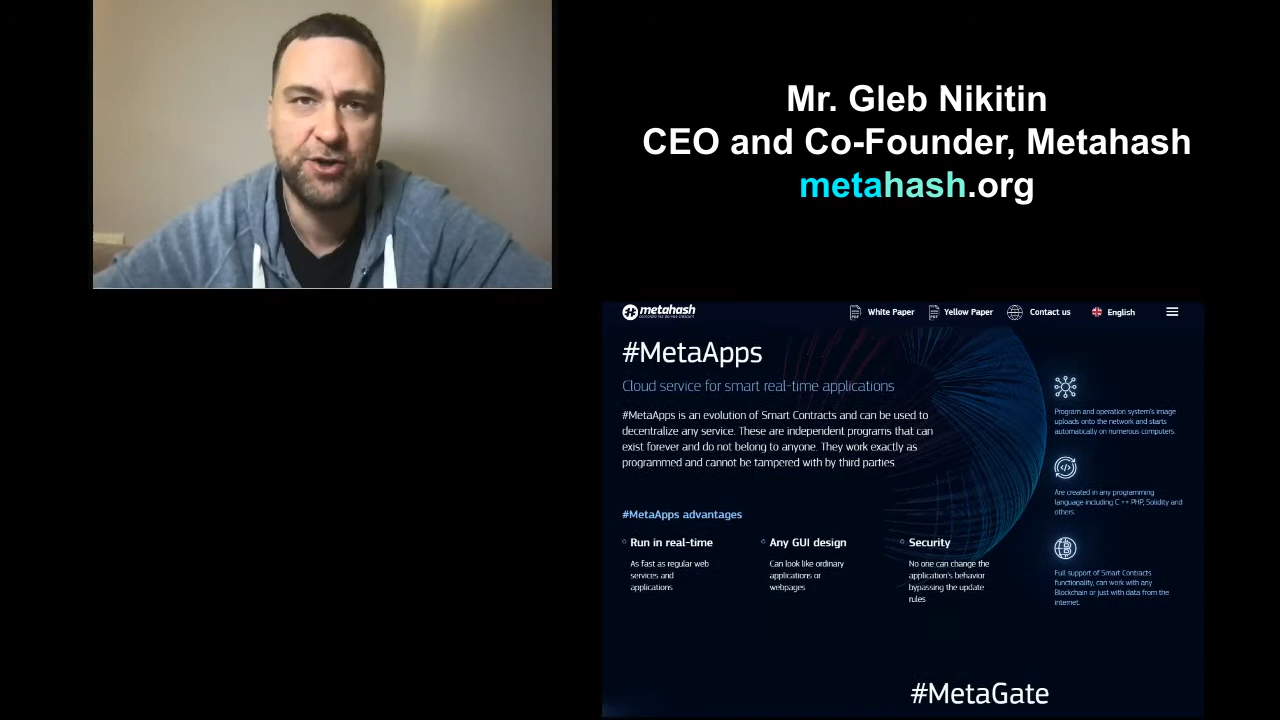 Mr. Gleb Nikitin
CEO and Co-Founder, Metahash
metahash.org
metahash
White Paper
Yellow Paper
Contact us
English
#MetaApps
Cloud service for smart real-time applications
#MetaApps is an evolution of Smart Contracts and can be used to
decentralize any service. These are independent programs that can
exist forever and do not belong to anyone. They work exactly as
programmed and cannot be tampered with by third parties.
Program and operation system's image
uploads onto the network and starts
automatically on numerous computers.
Are created in any programming
language including C ++ PHP, Solidity and
others.
Full support of Smart Contracts
functionality, can work with any
Blockchain or just with data from the
internet.
#MetaApps advantages
Run in real-time
As fast as regular web
services and
applications
Any GUI design
Can look like ordinary
applications or
webpages
Security
No one can change the
application's behavior
bypassing the update
rules
#MetaGate